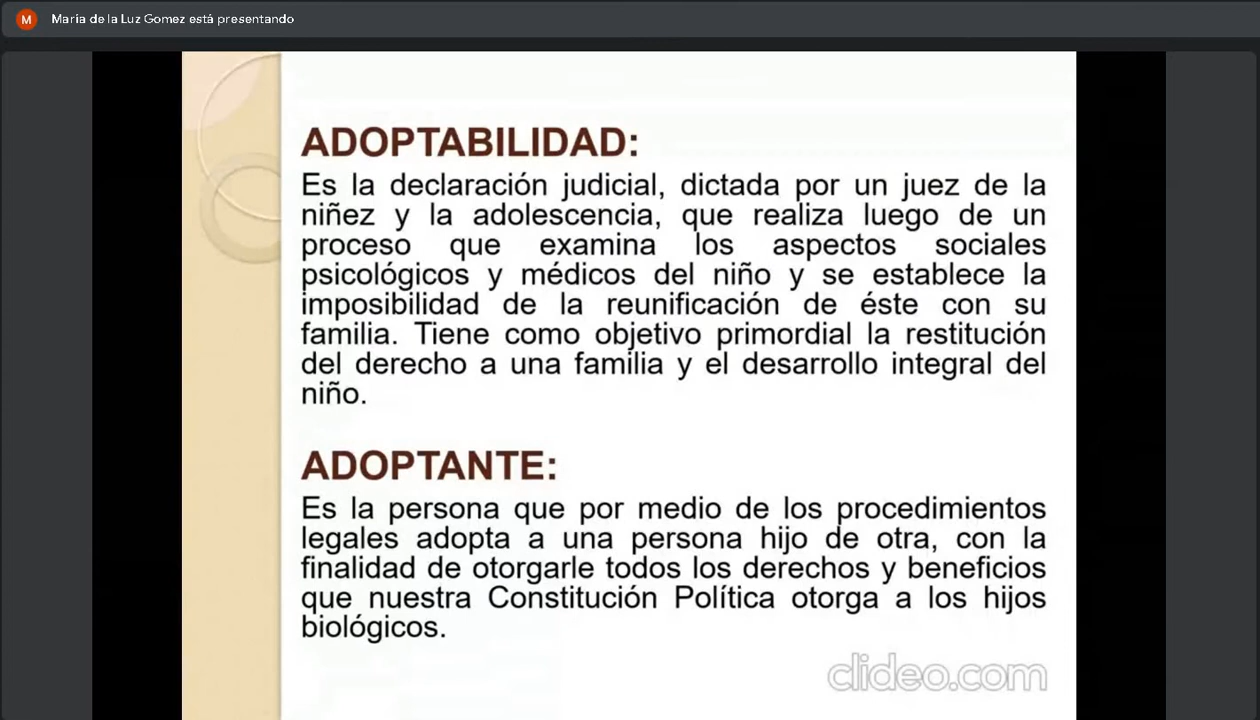 M
Maria de la Luz Gomez está presentando
ADOPTABILIDAD:
Es la declaración judicial, dictada por un juez de la
niñez y la adolescencia, que realiza luego de un
proceso que examina los aspectos sociales
psicológicos y médicos del niño y se establece la
imposibilidad de la reunificación de éste con su
familia. Tiene como objetivo primordial la restitución
del derecho a una familia y el desarrollo integral del
niño.
ADOPTANTE:
Es la persona que por medio de los procedimientos
legales adopta a una persona hijo de otra, con la
finalidad de otorgarle todos los derechos y beneficios
que nuestra Constitución Política otorga a los hijos
biológicos.
clideo.com